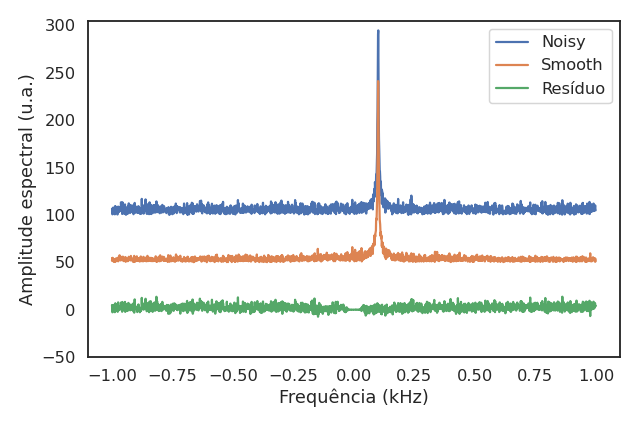 300
250
200
150
100
50
0
−50
Amplitude espectral (u.a.)
Noisy
Smooth
Resíduo
−1.00 −0.75 −0.50 −0.25 0.00 0.25 0.50 0.75 1.00
Frequência (kHz)